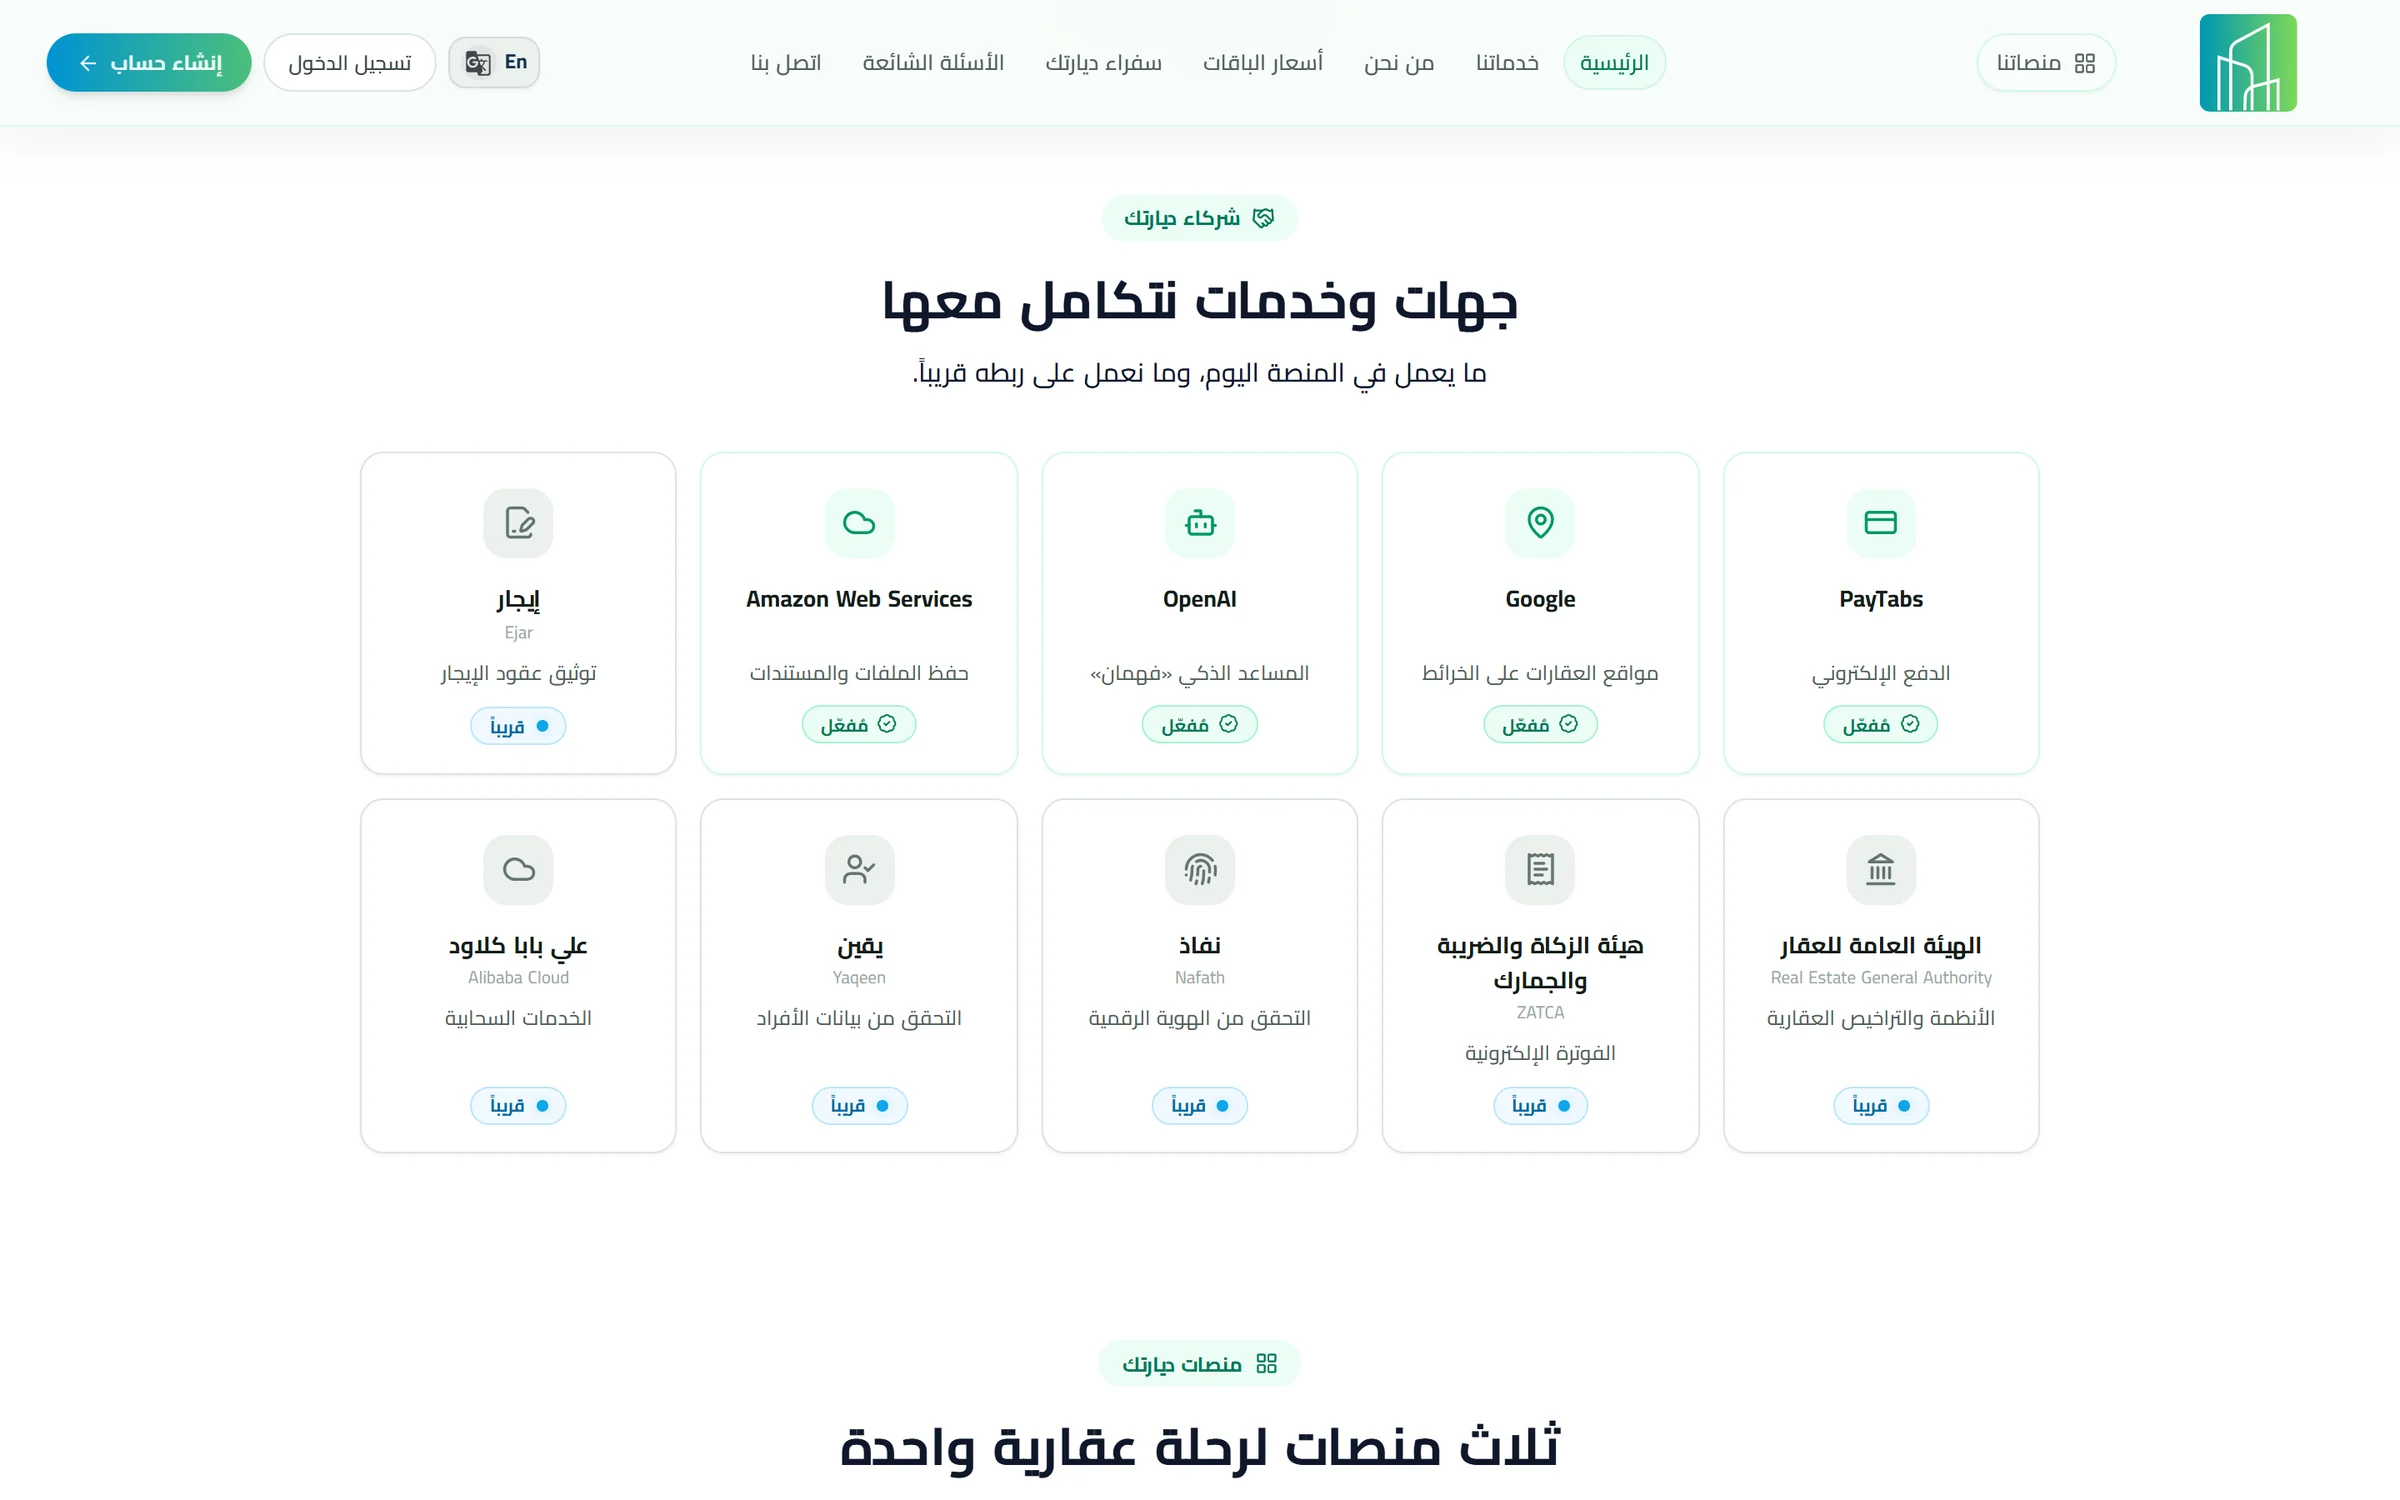 منصاتنا
الرئيسية
خدماتنا
من نحن
أسعار الباقات
سفراء ديارتك
الأسئلة الشائعة
اتصل بنا
En
تسجيل الدخول
إنشاء حساب
شركاء ديارتك
جهات وخدمات نتكامل معها
ما يعمل في المنصة اليوم، وما نعمل على ربطه قريباً.
PayTabs
الدفع الإلكتروني
مُفعّل
Google
مواقع العقارات على الخرائط
مُفعّل
OpenAI
المساعد الذكي «فهمان»
مُفعّل
Amazon Web Services
حفظ الملفات والمستندات
مُفعّل
إيجار
Ejar
توثيق عقود الإيجار
قريباً
الهيئة العامة للعقار
Real Estate General Authority
الأنظمة والتراخيص العقارية
قريباً
هيئة الزكاة والضريبة
والجمارك
ZATCA
الفوترة الإلكترونية
قريباً
نفاذ
Nafath
التحقق من الهوية الرقمية
قريباً
يقين
Yaqeen
التحقق من بيانات الأفراد
قريباً
علي بابا كلاود
Alibaba Cloud
الخدمات السحابية
قريباً
منصات ديارتك
ثلاث منصات لرحلة عقارية واحدة